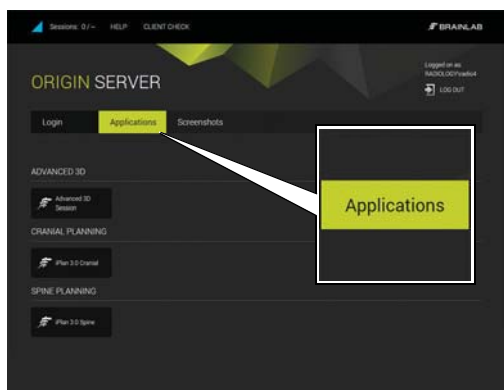 Sessions: 0/– HELP CLIENT CHECK BRAINLAB
Logged on as:
LOG OUT
ORIGIN SERVER
Login Applications Screenshots
ADVANCED 3D
Advanced 3D
Session
CRANIAL PLANNING
iPlan 3.0 Cranial
SPINE PLANNING
iPlan 3.0 Spine
Applications